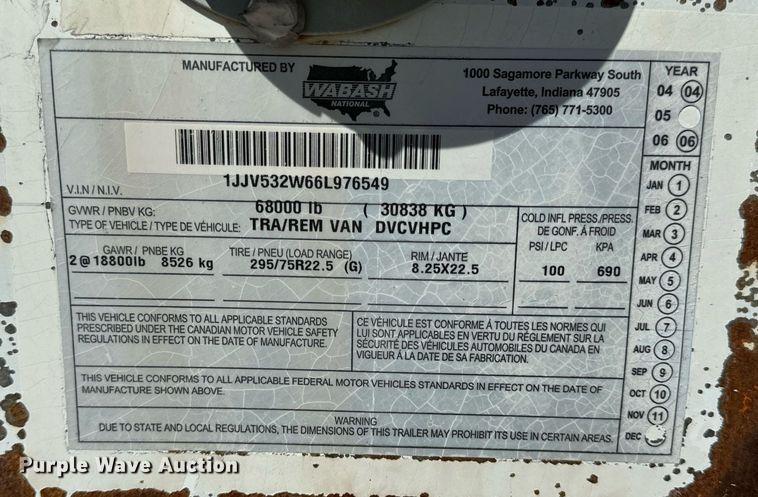 MANUFACTURED BY
WABASH
NATIONAL
1000 Sagamore Parkway South
Lafayette, Indiana 47905
Phone: (765) 771-5300
YEAR
04 04
05
06 06
MONTH
JAN 1
FEB 2
MAR 3
APR 4
MAY 5
JUN 6
JUL 7
AUG 8
SEP 9
OCT 10
NOV 11
DEC
1JJV532W66L976549
V.I.N / N.I.V.
GVWR / PNBV KG: 68000 lb ( 30838 KG )
TYPE OF VEHICLE / TYPE DE VÉHICULE: TRA/REM VAN DVCVHPC
GAWR / PNBE KG
2 @ 18800lb 8526 kg
TIRE / PNEU (LOAD RANGE)
295/75R22.5 (G)
RIM / JANTE
8.25X22.5
COLD INFL PRESS./PRESS.
DE GONF. À FROID
PSI / LPC KPA
100 690
THIS VEHICLE CONFORMS TO ALL APPLICABLE STANDARDS
PRESCRIBED UNDER THE CANADIAN MOTOR VEHICLE SAFETY
REGULATIONS IN EFFECT ON THE DATE OF MANUFACTURE.
CE VÉHICULE EST CONFORME À TOUTES LES NORMES QUI
LUI SONT APPLICABLES EN VERTU DU RÈGLEMENT SUR LA
SÉCURITÉ DES VÉHICULES AUTOMOBILES DU CANADA EN
VIGUEUR À LA DATE DE SA FABRICATION.
THIS VEHICLE CONFORMS TO ALL APPLICABLE FEDERAL MOTOR VEHICLES STANDARDS IN EFFECT ON THE DATE OF
MANUFACTURE SHOWN ABOVE.
WARNING
DUE TO STATE AND LOCAL REGULATIONS, THE DIMENSIONS OF THIS TRAILER MAY PROHIBIT ITS USE IN CERTAIN AREAS.
Purple Wave Auction